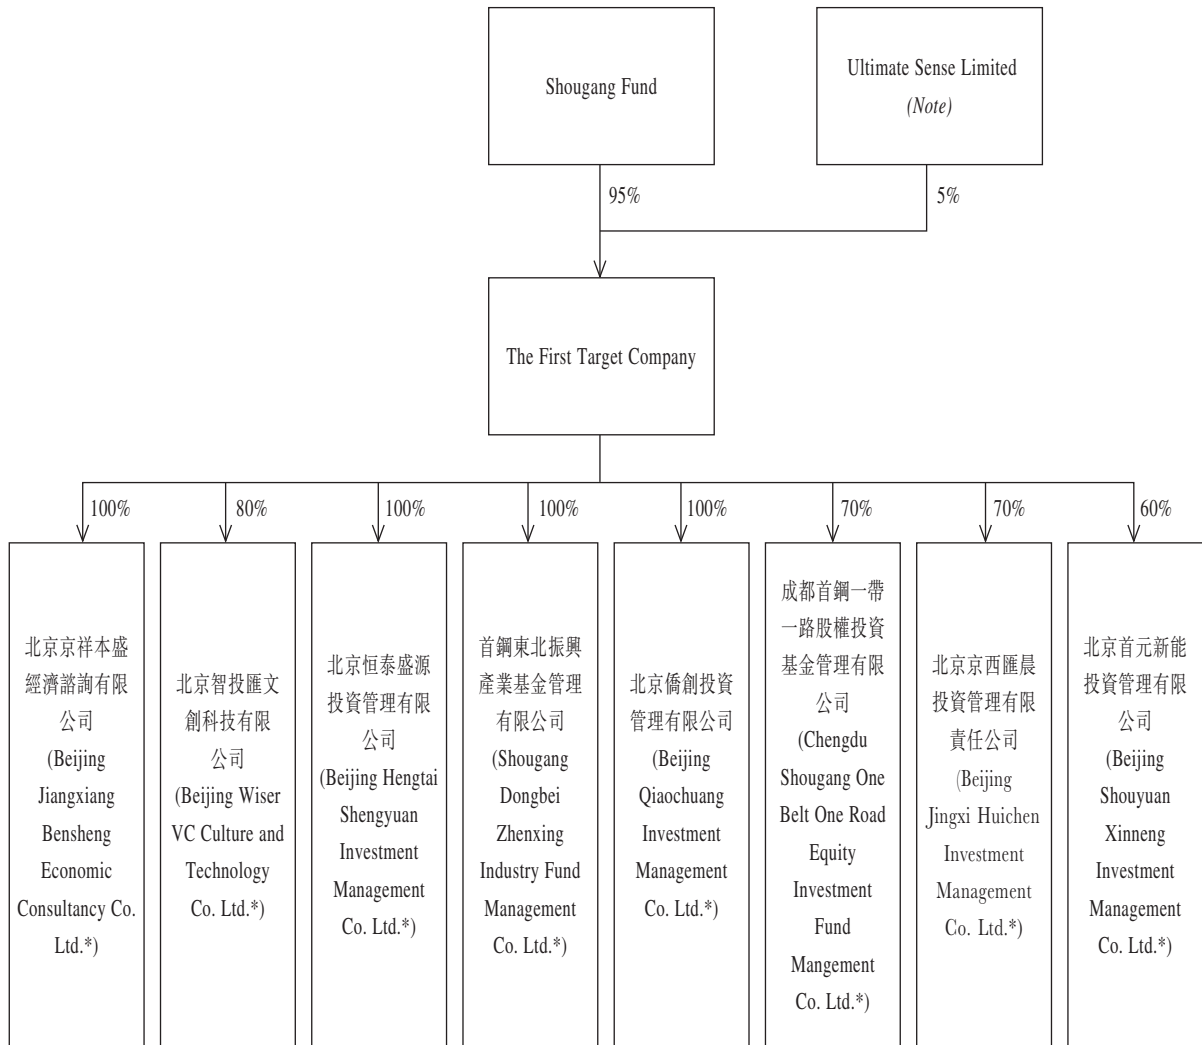 Shougang Fund
Ultimate Sense Limited
(Note)
95%
5%
The First Target Company
100%
80%
100%
100%
100%
70%
70%
60%
北京京祥本盛
經濟諮詢有限
公司
(Beijing
Jiangxiang
Bensheng
Economic
Consultancy Co.
Ltd.*)
北京智投匯文
創科技有限
公司
(Beijing Wiser
VC Culture and
Technology
Co. Ltd.*)
北京恒泰盛源
投資管理有限
公司
(Beijing Hengtai
Shengyuan
Investment
Management
Co. Ltd.*)
首鋼東北振興
產業基金管理
有限公司
(Shougang
Dongbei
Zhenxing
Industry Fund
Management
Co. Ltd.*)
北京僑創投資
管理有限公司
(Beijing
Qiaochuang
Investment
Management
Co. Ltd.*)
成都首鋼一帶
一路股權投資
基金管理有限
公司
(Chengdu
Shougang One
Belt One Road
Equity
Investment
Fund
Mangement
Co. Ltd.*)
北京京西匯晨
投資管理有限
責任公司
(Beijing
Jingxi Huichen
Investment
Management
Co. Ltd.*)
北京首元新能
投資管理有限
公司
(Beijing
Shouyuan
Xinneng
Investment
Management
Co. Ltd.*)